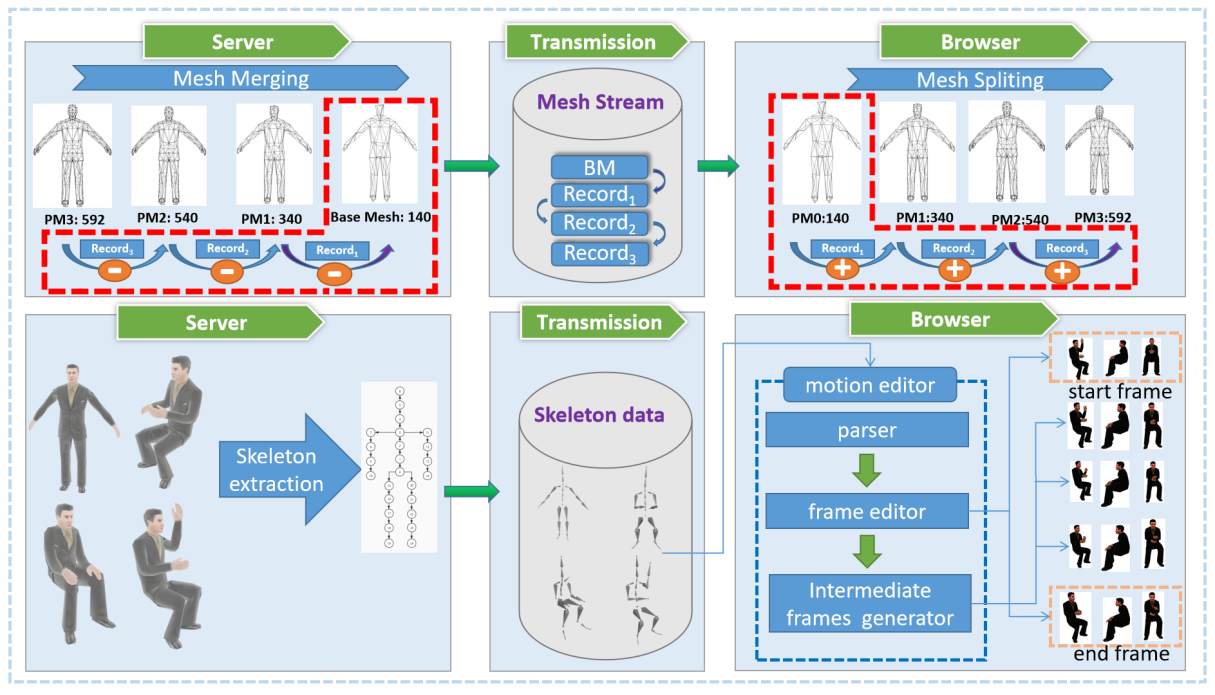 Server
Transmission
Browser
Mesh Merging
Mesh Spliting
Mesh Stream
BM
Record1
Record2
Record3
PM3: 592
PM2: 540
PM1: 340
Base Mesh: 140
Record3
Record2
Record1
PM0:140
PM1:340
PM2:540
PM3:592
Record1
Record2
Record3
Server
Transmission
Browser
Skeleton
extraction
Skeleton data
motion editor
parser
frame editor
Intermediate
frames generator
start frame
end frame